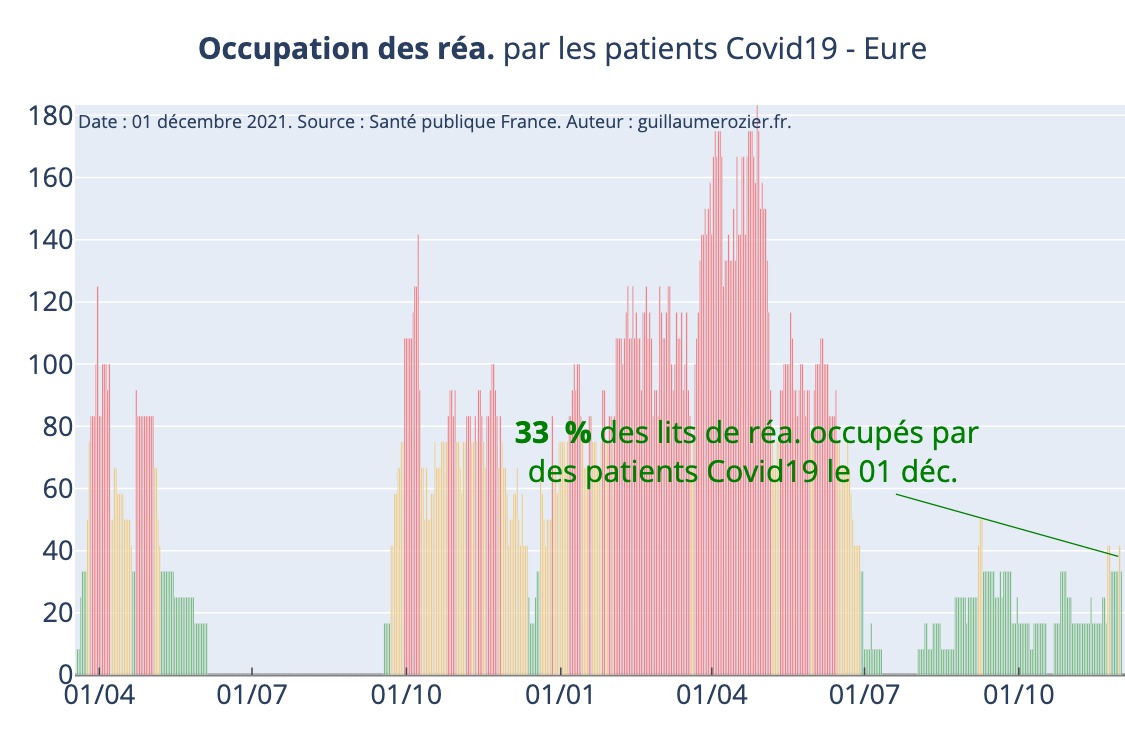 Occupation des réa. par les patients Covid19 - Eure
180
Date : 01 décembre 2021. Source : Santé publique France. Auteur : guillaumerozier.fr.
160
140
120
100
80
33 % des lits de réa. occupés par
des patients Covid19 le 01 déc.
60
40
20
0
01/04 01/07 01/10 01/01 01/04 01/07 01/10